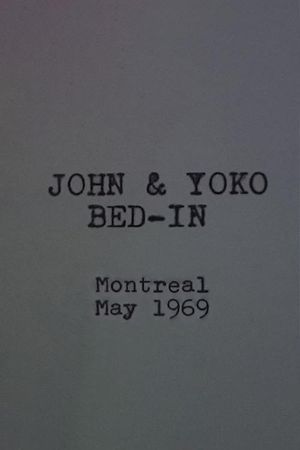 JOHN & YOKO
BED-IN
Montreal
May 1969